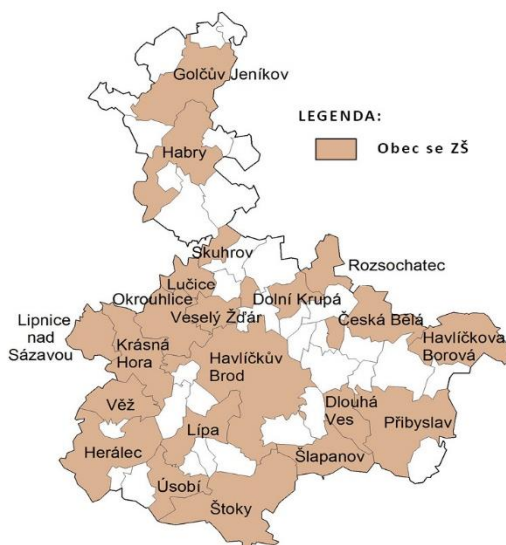 Golčův Jeníkov
LEGENDA:
Obec se ZŠ
Habry
Skuhrov
Rozsochatec
Lučice
Okrouhlice
Dolní Krupá
Lipnice
nad
Sázavou
Veselý Žďár
Česká Bělá
Krásná
Hora
Havlíčkova
Borová
Havlíčkův
Brod
Věž
Dlouhá
Ves
Přibyslav
Lípa
Herálec
Šlapanov
Úsobí
Štoky